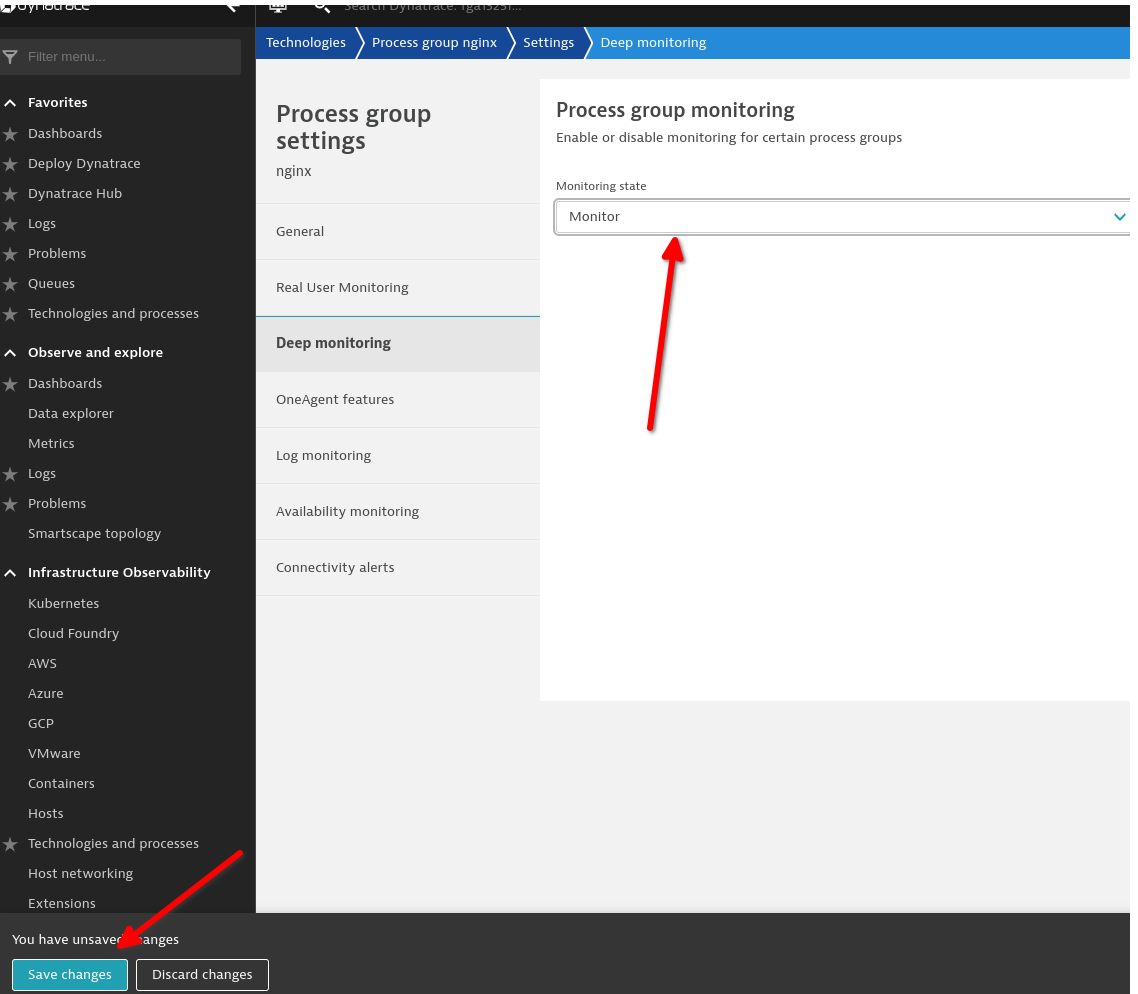 dynatrace
Search Dynatrace: fga15251...
Filter menu...
Technologies
Process group nginx
Settings
Deep monitoring
Favorites
Dashboards
Deploy Dynatrace
Dynatrace Hub
Logs
Problems
Queues
Technologies and processes
Observe and explore
Dashboards
Data explorer
Metrics
Logs
Problems
Smartscape topology
Infrastructure Observability
Kubernetes
Cloud Foundry
AWS
Azure
GCP
VMware
Containers
Hosts
Technologies and processes
Host networking
Extensions
Process group
settings
nginx
General
Real User Monitoring
Deep monitoring
OneAgent features
Log monitoring
Availability monitoring
Connectivity alerts
Process group monitoring
Enable or disable monitoring for certain process groups
Monitoring state
Monitor
You have unsaved changes
Save changes
Discard changes